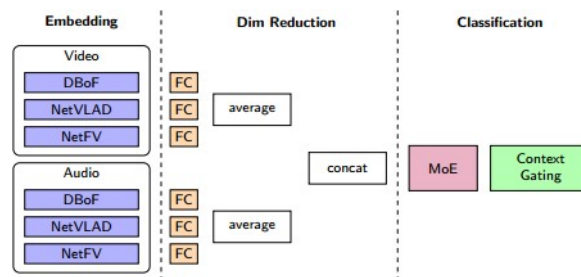 Embedding
Dim Reduction
Classification
Video
DBoF
FC
NetVLAD
FC
average
NetFV
FC
concat
MoE
Context
Gating
Audio
DBoF
FC
NetVLAD
FC
average
NetFV
FC